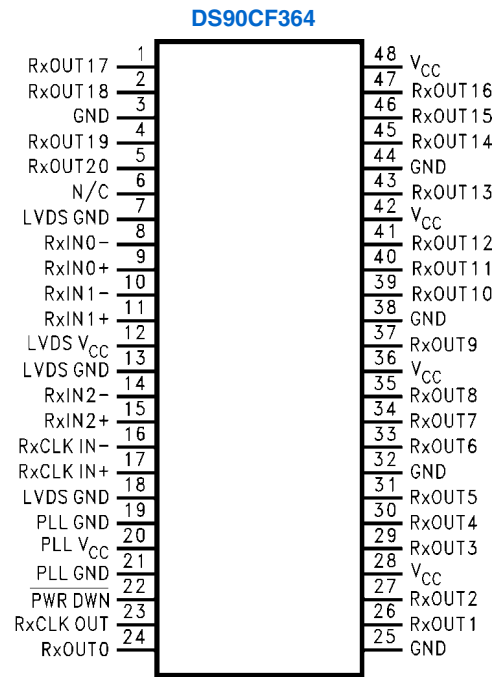 DS90CF364
RxOUT17 1
RxOUT18 2
GND 3
RxOUT19 4
RxOUT20 5
N/C 6
LVDS GND 7
RxIN0- 8
RxIN0+ 9
RxIN1- 10
RxIN1+ 11
LVDS VCC 12
LVDS GND 13
RxIN2- 14
RxIN2+ 15
RxCLK IN- 16
RxCLK IN+ 17
LVDS GND 18
PLL GND 19
PLL VCC 20
PLL GND 21
PWR DWN 22
RxCLK OUT 23
RxOUT0 24
48 VCC
47 RxOUT16
46 RxOUT15
45 RxOUT14
44 GND
43 RxOUT13
42 VCC
41 RxOUT12
40 RxOUT11
39 RxOUT10
38 GND
37 RxOUT9
36 VCC
35 RxOUT8
34 RxOUT7
33 RxOUT6
32 GND
31 RxOUT5
30 RxOUT4
29 RxOUT3
28 VCC
27 RxOUT2
26 RxOUT1
25 GND